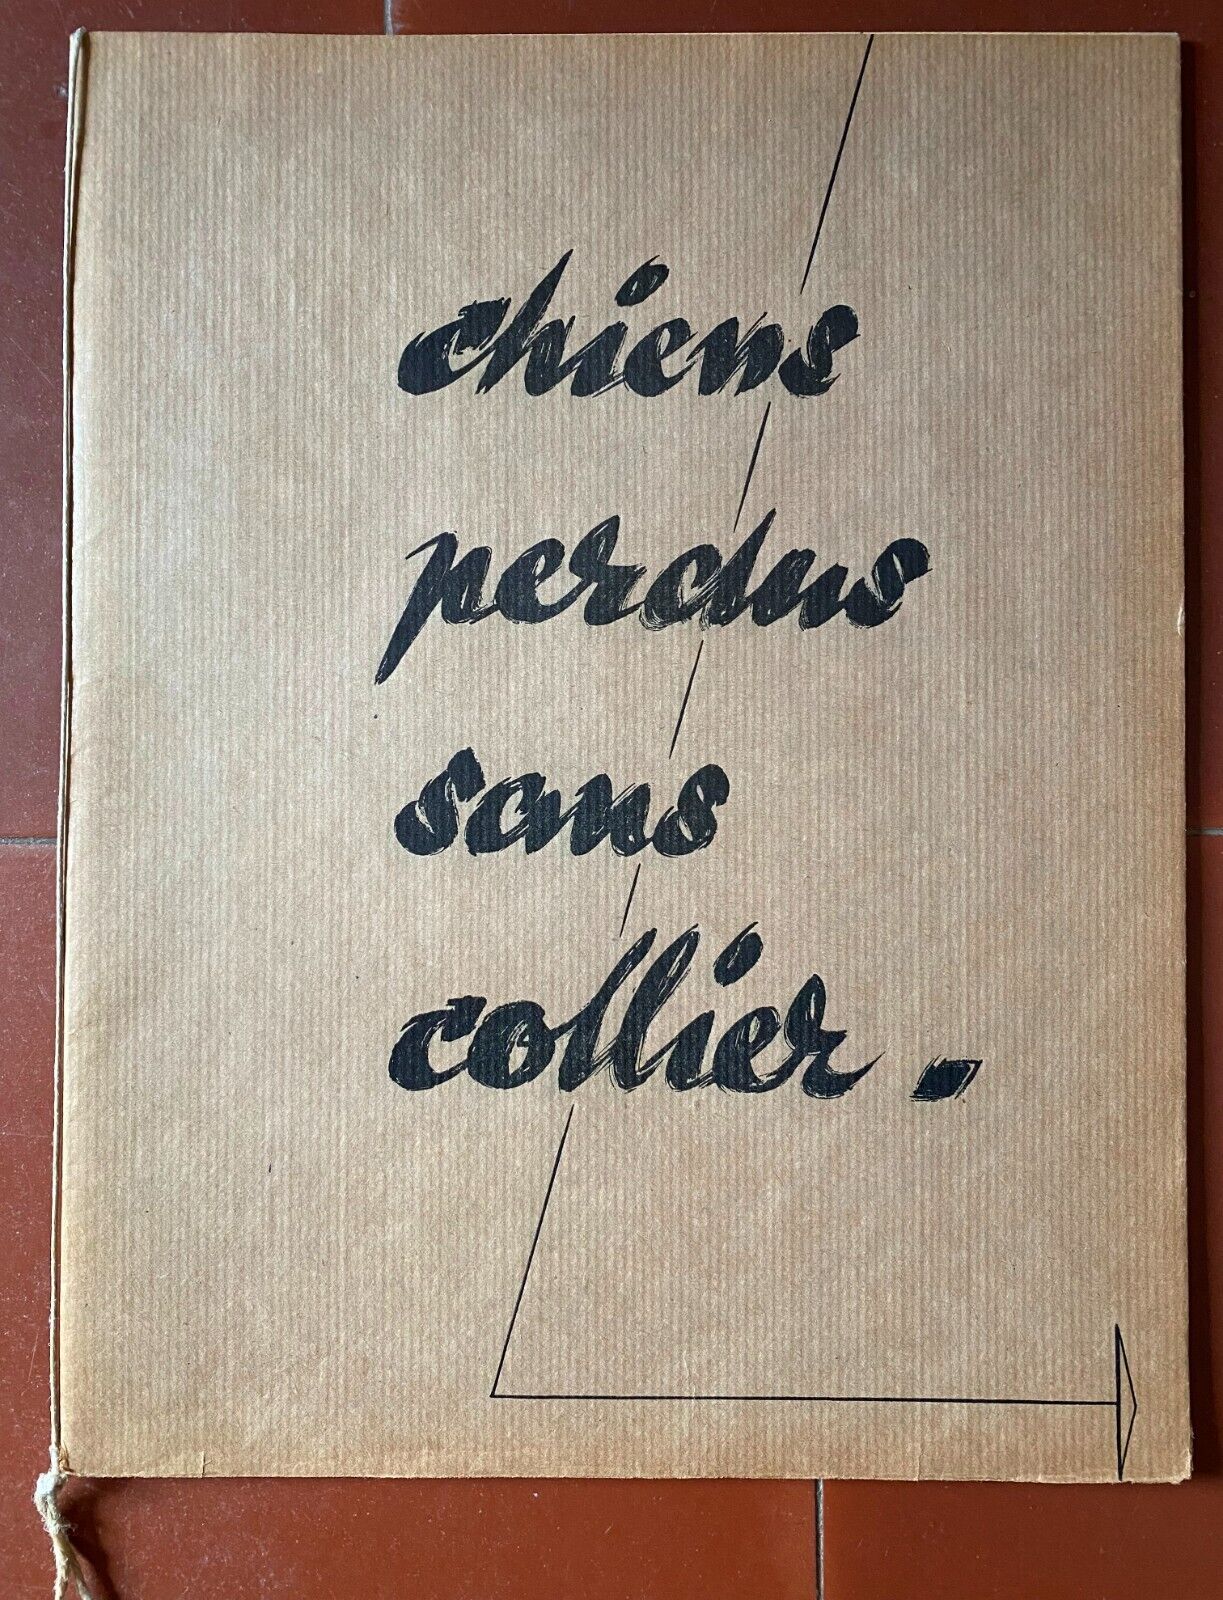 chiens
perdus
sans
collier.